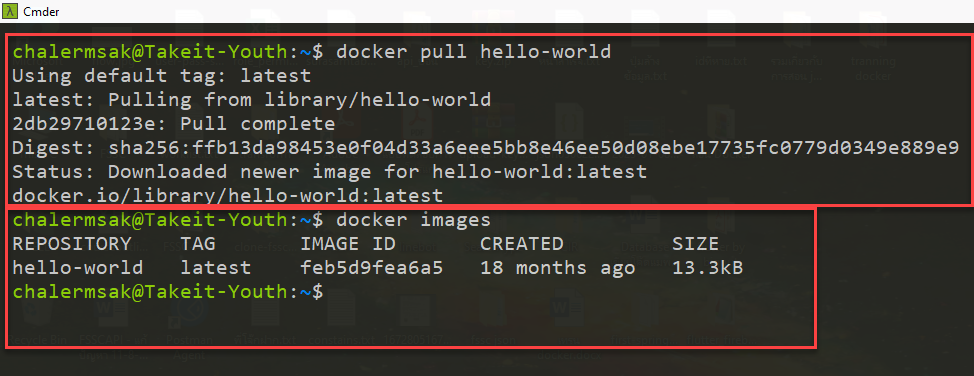 λ Cmder
chalermsak@Takeit-Youth:~$ docker pull hello-world
Using default tag: latest
latest: Pulling from library/hello-world
2db29710123e: Pull complete
Digest: sha256:ffb13da98453e0f04d33a6eee5bb8e46ee50d08ebe17735fc0779d0349e889e9
Status: Downloaded newer image for hello-world:latest
docker.io/library/hello-world:latest
chalermsak@Takeit-Youth:~$ docker images
REPOSITORY    TAG       IMAGE ID       CREATED         SIZE
hello-world   latest    feb5d9fea6a5   18 months ago   13.3kB
chalermsak@Takeit-Youth:~$